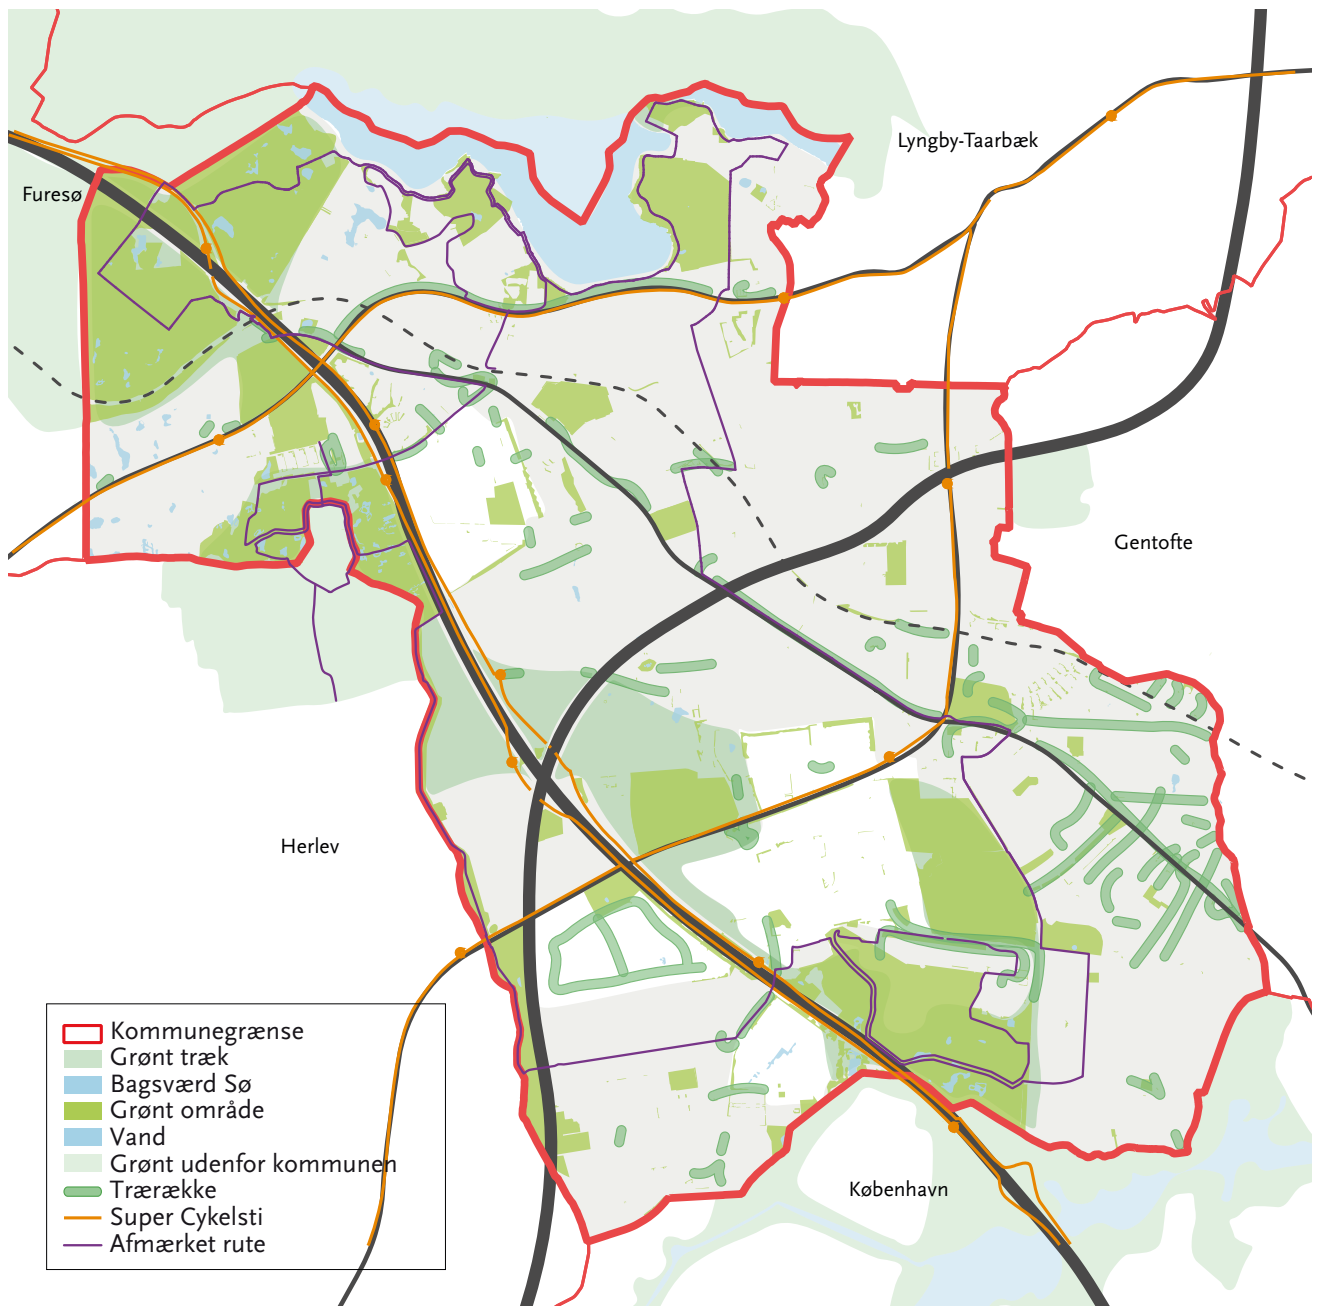 Lyngby-Taarbæk
Furesø
Gentofte
Herlev
København
Kommunegrænse
Grønt træk
Bagsværd Sø
Grønt område
Vand
Grønt udenfor kommunen
Trærække
Super Cykelsti
Afmærket rute